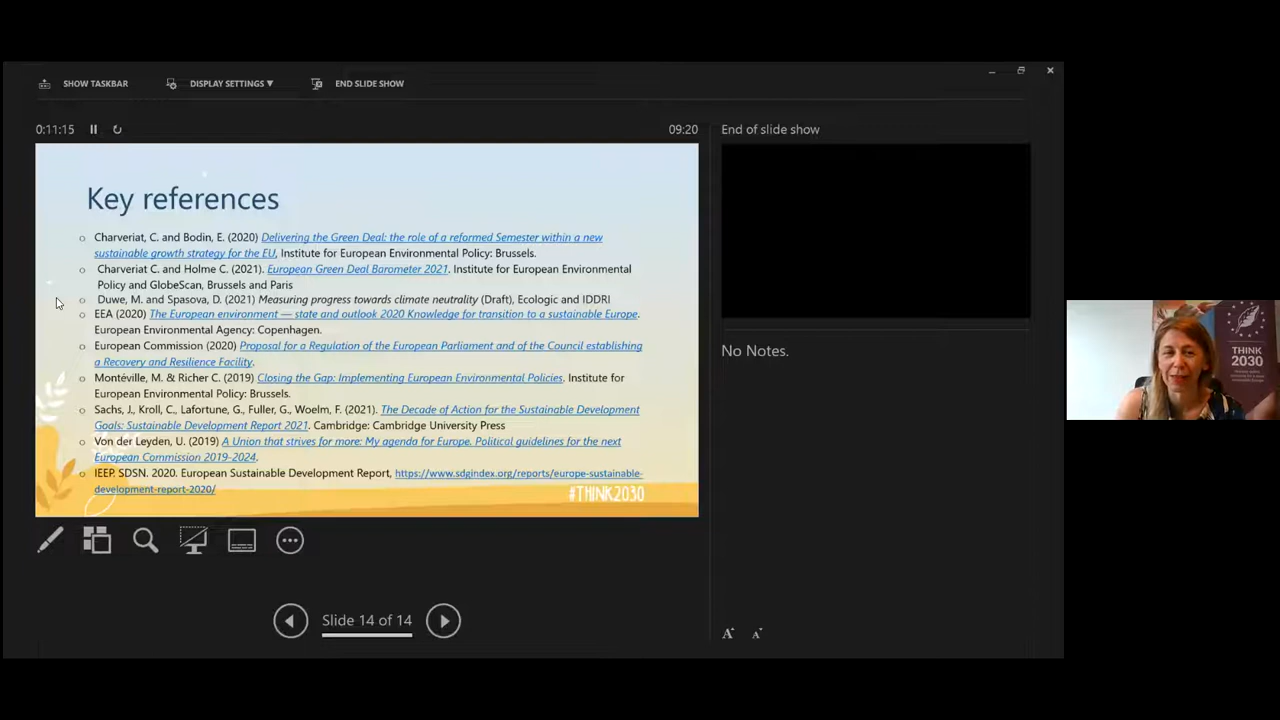 SHOW TASKBAR
DISPLAY SETTINGS ▼
END SLIDE SHOW
0:11:15
09:20
End of slide show
Key references
Charveriat, C. and Bodin, E. (2020) Delivering the Green Deal: the role of a reformed Semester within a new
sustainable growth strategy for the EU, Institute for European Environmental Policy: Brussels.
Charveriat C. and Holme C. (2021). European Green Deal Barometer 2021. Institute for European Environmental
Policy and GlobeScan, Brussels and Paris
Duwe, M. and Spasova, D. (2021) Measuring progress towards climate neutrality (Draft), Ecologic and IDDRI
EEA (2020) The European environment — state and outlook 2020 Knowledge for transition to a sustainable Europe.
European Environmental Agency: Copenhagen.
European Commission (2020) Proposal for a Regulation of the European Parliament and of the Council establishing
a Recovery and Resilience Facility.
Montéville, M. & Richer C. (2019) Closing the Gap: Implementing European Environmental Policies. Institute for
European Environmental Policy: Brussels.
Sachs, J., Kroll, C., Lafortune, G., Fuller, G., Woelm, F. (2021). The Decade of Action for the Sustainable Development
Goals: Sustainable Development Report 2021. Cambridge: Cambridge University Press
Von der Leyden, U. (2019) A Union that strives for more: My agenda for Europe. Political guidelines for the next
European Commission 2019-2024.
IEEP. SDSN. 2020. European Sustainable Development Report, https://www.sdgindex.org/reports/europe-sustainable-
development-report-2020/
#THINK2030
No Notes.
THINK
2030
Slide 14 of 14
A A